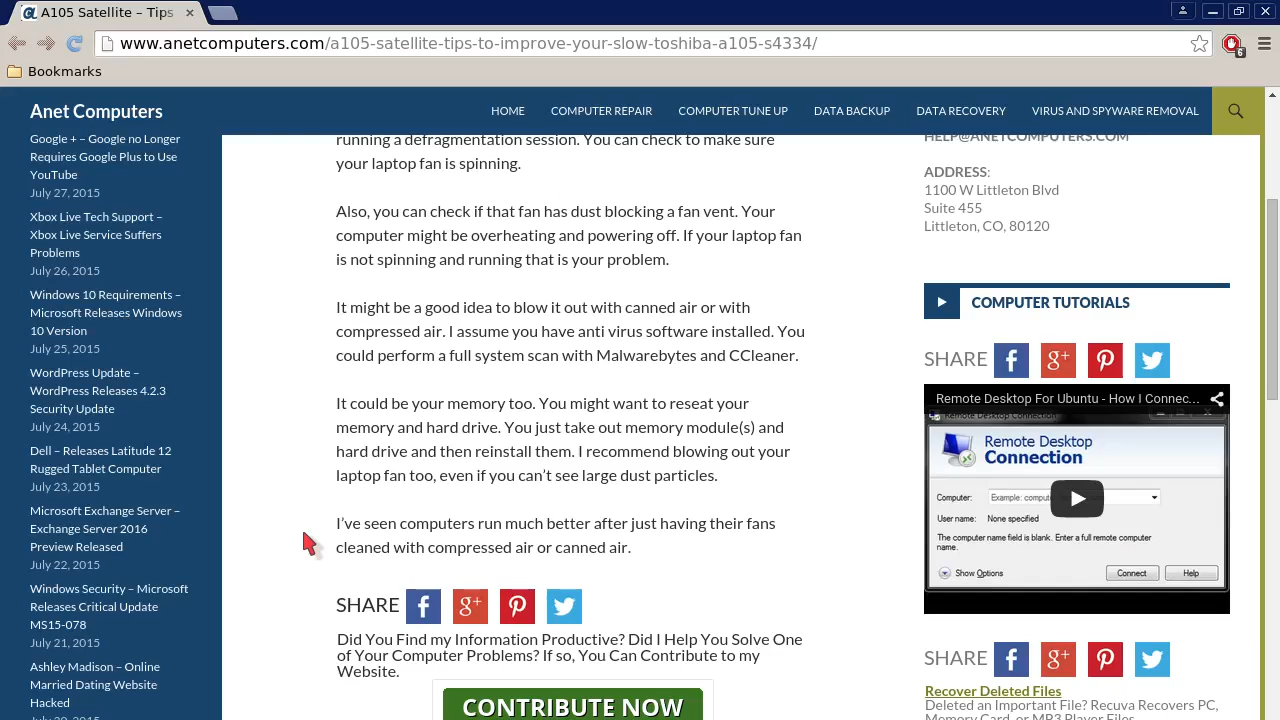 A105 Satellite – Tips
www.anetcomputers.com/a105-satellite-tips-to-improve-your-slow-toshiba-a105-s4334/
6
Bookmarks
Anet Computers
HOME
COMPUTER REPAIR
COMPUTER TUNE UP
DATA BACKUP
DATA RECOVERY
VIRUS AND SPYWARE REMOVAL
Google + – Google no Longer
Requires Google Plus to Use
YouTube
July 27, 2015
Xbox Live Tech Support –
Xbox Live Service Suffers
Problems
July 26, 2015
Windows 10 Requirements –
Microsoft Releases Windows
10 Version
July 25, 2015
WordPress Update –
WordPress Releases 4.2.3
Security Update
July 24, 2015
Dell – Releases Latitude 12
Rugged Tablet Computer
July 23, 2015
Microsoft Exchange Server –
Exchange Server 2016
Preview Released
July 22, 2015
Windows Security – Microsoft
Releases Critical Update
MS15-078
July 21, 2015
Ashley Madison – Online
Married Dating Website
Hacked
running a defragmentation session. You can check to make sure
your laptop fan is spinning.
Also, you can check if that fan has dust blocking a fan vent. Your
computer might be overheating and powering off. If your laptop fan
is not spinning and running that is your problem.
It might be a good idea to blow it out with canned air or with
compressed air. I assume you have anti virus software installed. You
could perform a full system scan with Malwarebytes and CCleaner.
It could be your memory too. You might want to reseat your
memory and hard drive. You just take out memory module(s) and
hard drive and then reinstall them. I recommend blowing out your
laptop fan too, even if you can’t see large dust particles.
I’ve seen computers run much better after just having their fans
cleaned with compressed air or canned air.
SHARE
Did You Find my Information Productive? Did I Help You Solve One
of Your Computer Problems? If so, You Can Contribute to my
Website.
CONTRIBUTE NOW
HELP@ANETCOMPUTERS.COM
ADDRESS:
1100 W Littleton Blvd
Suite 455
Littleton, CO, 80120
COMPUTER TUTORIALS
SHARE
Remote Desktop For Ubuntu - How I Connec...
Remote Desktop Connection
Remote Desktop
Connection
Computer:
Example: compu
User name: None specified
The computer name field is blank. Enter a full remote computer
name.
Show Options
Connect
Help
SHARE
Recover Deleted Files
Deleted an Important File? Recuva Recovers PC,
Memory Card, or MP3 Player Files